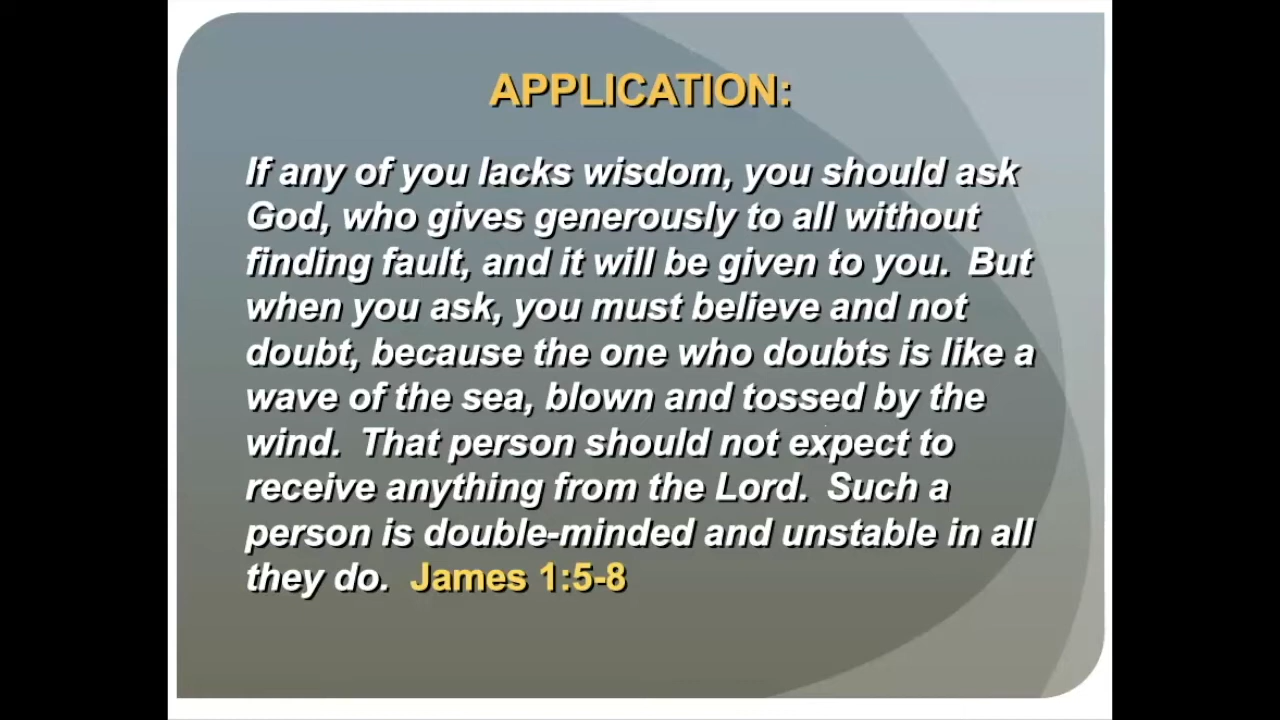 APPLICATION:
If any of you lacks wisdom, you should ask
God, who gives generously to all without
finding fault, and it will be given to you.  But
when you ask, you must believe and not
doubt, because the one who doubts is like a
wave of the sea, blown and tossed by the
wind.  That person should not expect to
receive anything from the Lord.  Such a
person is double-minded and unstable in all
they do.  James 1:5-8